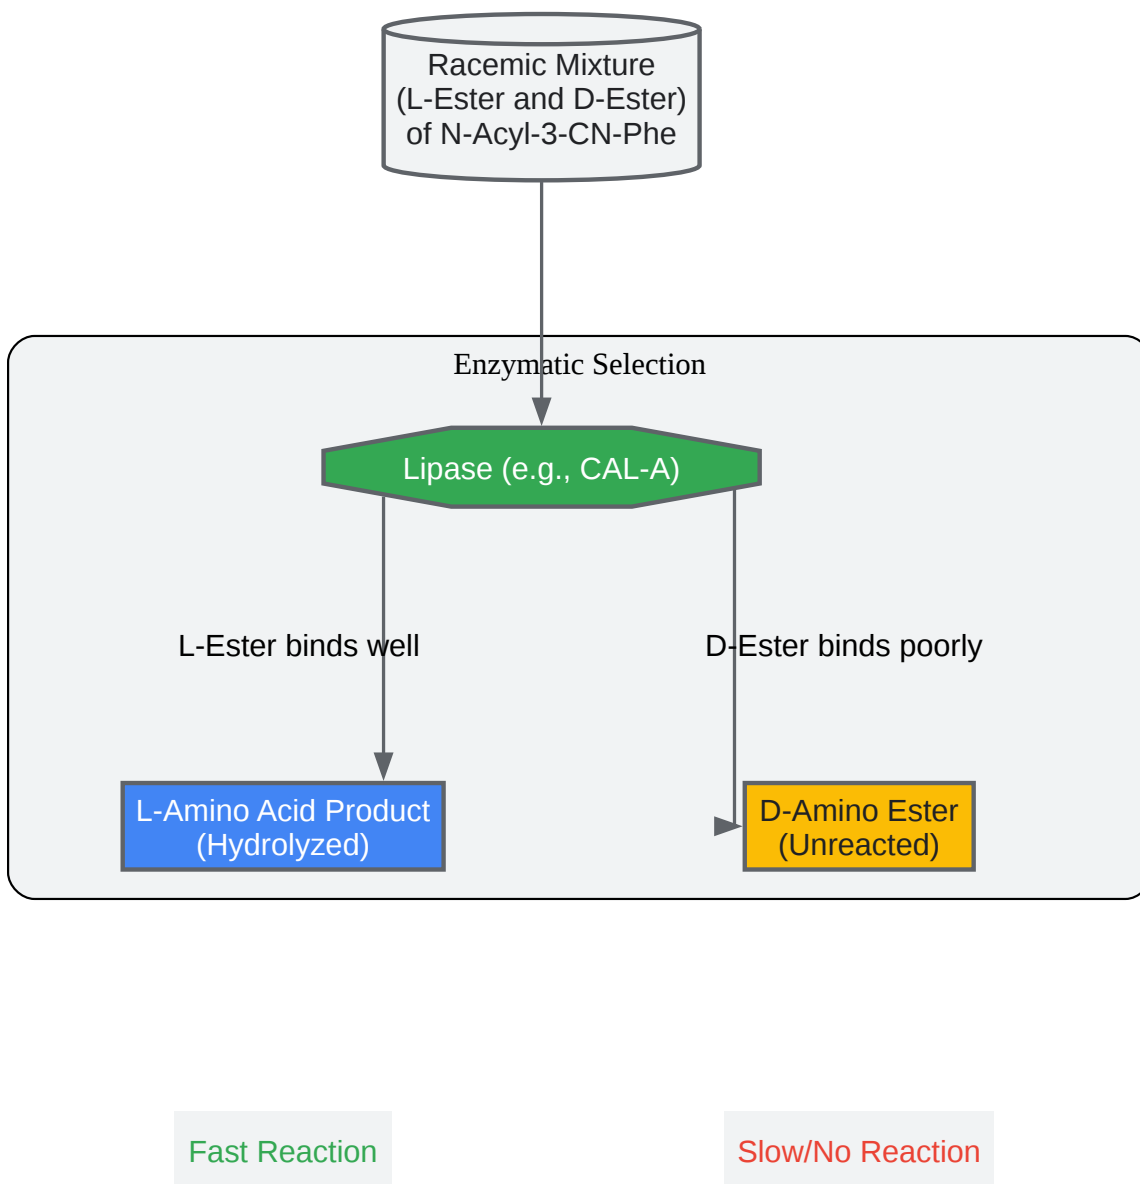 Racemic Mixture
(L-Ester and D-Ester)
of N-Acyl-3-CN-Phe
Enzymatic Selection
Lipase (e.g., CAL-A)
L-Ester binds well
D-Ester binds poorly
L-Amino Acid Product
(Hydrolyzed)
D-Amino Ester
(Unreacted)
Fast Reaction
Slow/No Reaction